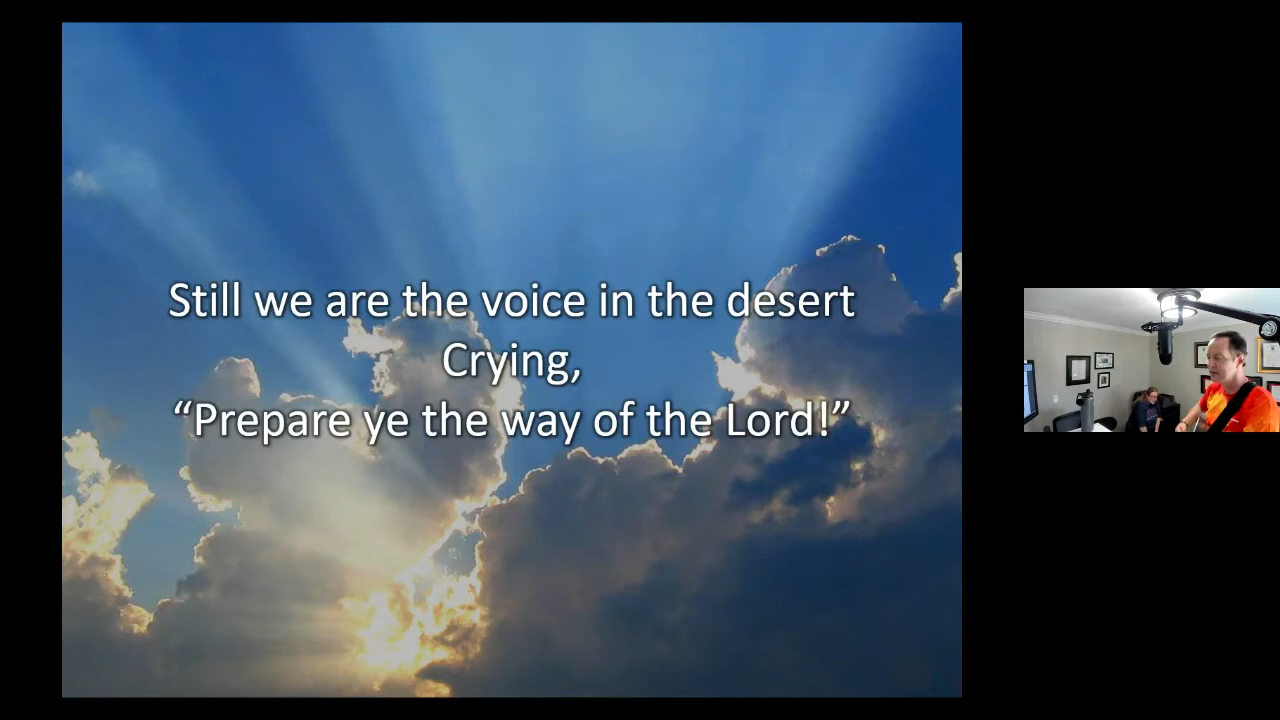 Still we are the voice in the desert
Crying,
“Prepare ye the way of the Lord!”